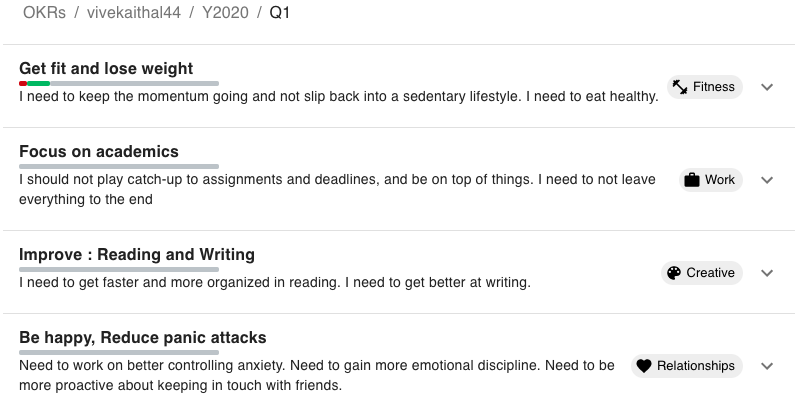 OKRs / vivekaithal44 / Y2020 / Q1
Get fit and lose weight
I need to keep the momentum going and not slip back into a sedentary lifestyle. I need to eat healthy.
Fitness
Focus on academics
I should not play catch-up to assignments and deadlines, and be on top of things. I need to not leave
everything to the end
Work
Improve : Reading and Writing
I need to get faster and more organized in reading. I need to get better at writing.
Creative
Be happy, Reduce panic attacks
Need to work on better controlling anxiety. Need to gain more emotional discipline. Need to be
more proactive about keeping in touch with friends.
Relationships